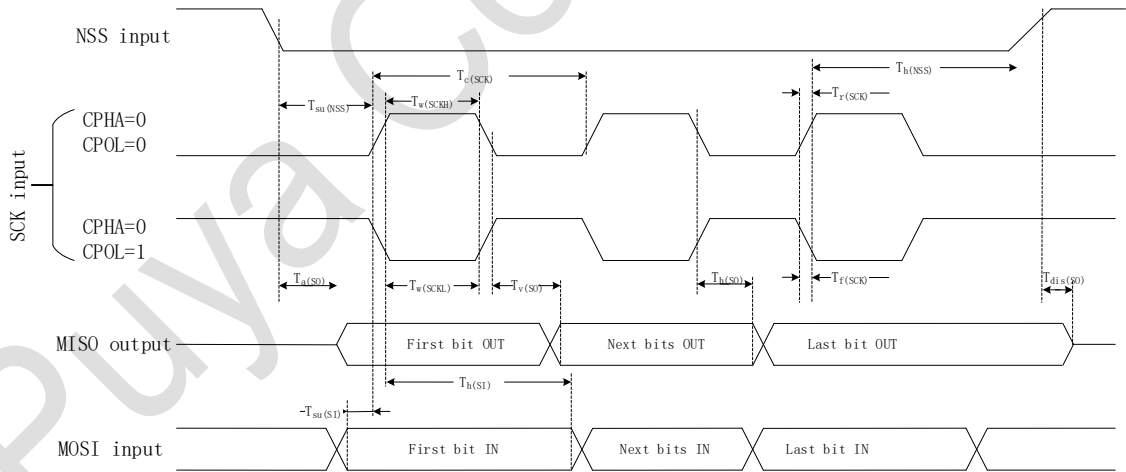 NSS input
Tc(SCK)
Th(NSS)
Tsu(NSS)
Tw(SCKH)
Tr(SCK)
CPHA=0
CPOL=0
SCK input
CPHA=0
CPOL=1
Ta(SO)
Tw(SCKL)
Tv(SO)
Th(SO)
Tf(SCK)
Tdis(SO)
MISO output
First bit OUT
Next bits OUT
Last bit OUT
Th(SI)
Tsu(SI)
MOSI input
First bit IN
Next bits IN
Last bit IN
Puya Co